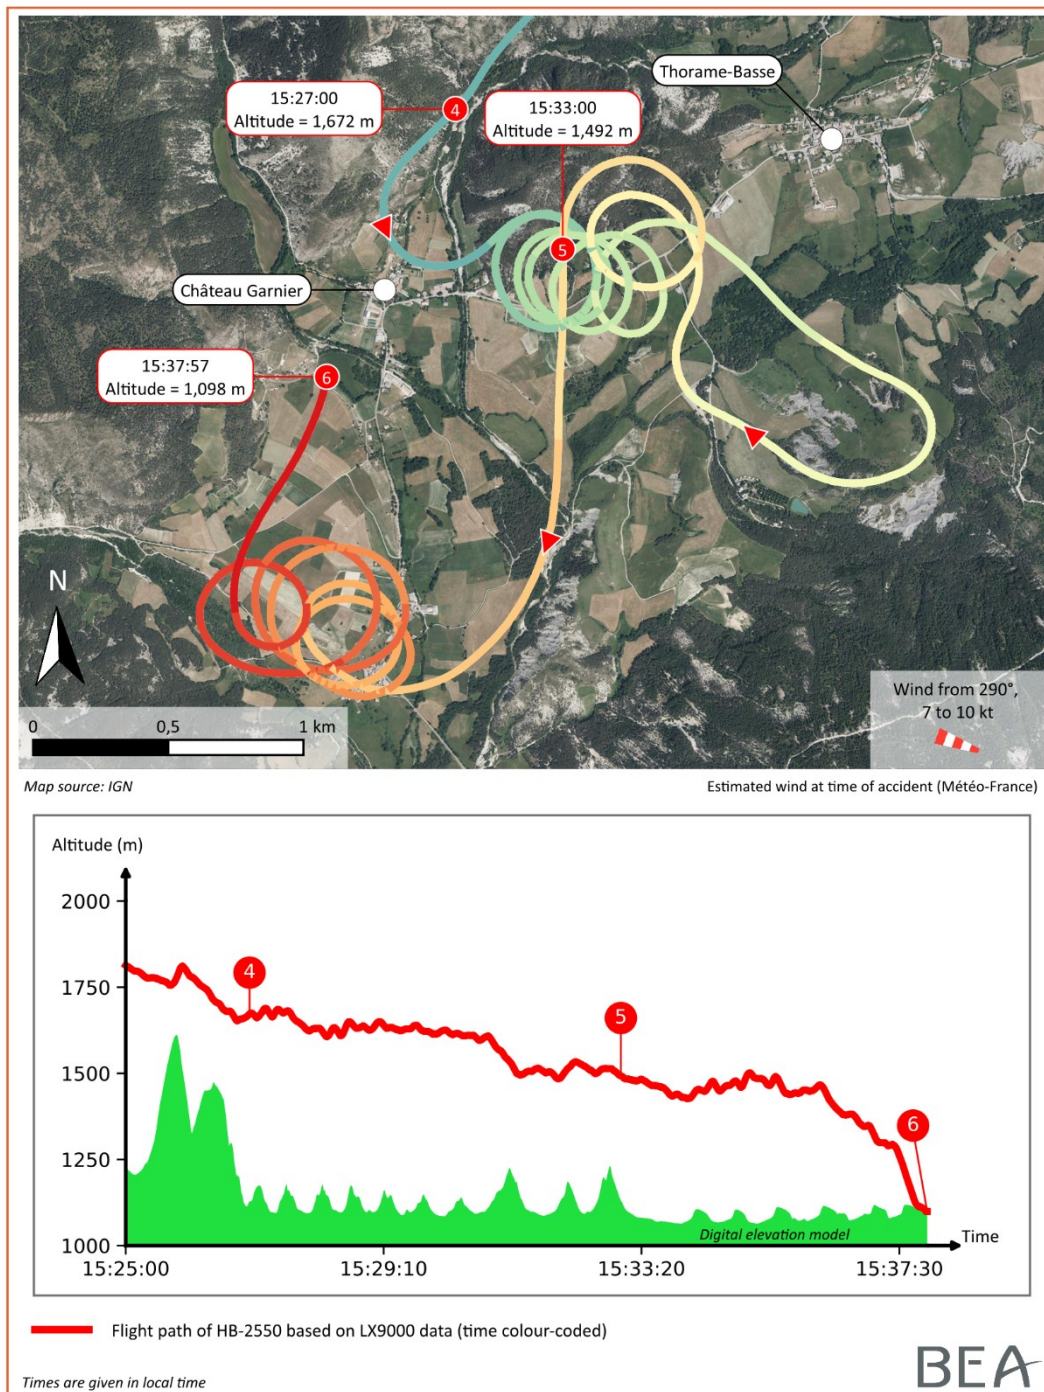 Thorame-Basse
15:27:00
Altitude = 1,672 m
4
15:33:00
Altitude = 1,492 m
5
Château Garnier
15:37:57
Altitude = 1,098 m
6
N
0 0,5 1 km
Wind from 290°,
7 to 10 kt
Map source: IGN
Estimated wind at time of accident (Météo-France)
Altitude (m)
2000
1750
1500
1250
1000
4
5
6
Digital elevation model
Time
15:25:00 15:29:10 15:33:20 15:37:30
Flight path of HB-2550 based on LX9000 data (time colour-coded)
Times are given in local time
BEA